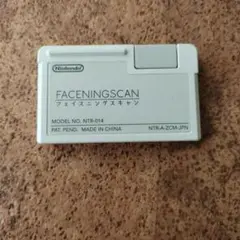 Nintendo
FACENINGSCAN
フェイスニングスキャン
MODEL NO. NTR-014
PAT. PEND. MADE IN CHINA
NTR-A-ZCM-JPN